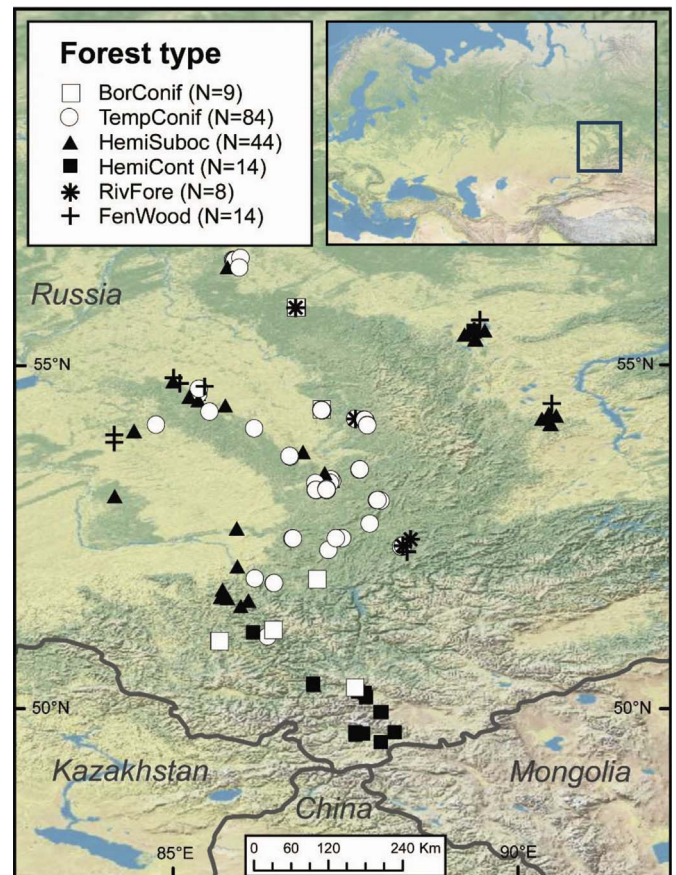 Forest type
BorConif (N=9)
TempConif (N=84)
HemiSuboc (N=44)
HemiCont (N=14)
RivFore (N=8)
FenWood (N=14)
Russia
55°N 55°N
50°N 50°N
Kazakhstan Mongolia
China
0 60 120 240 Km
85°E 90°E